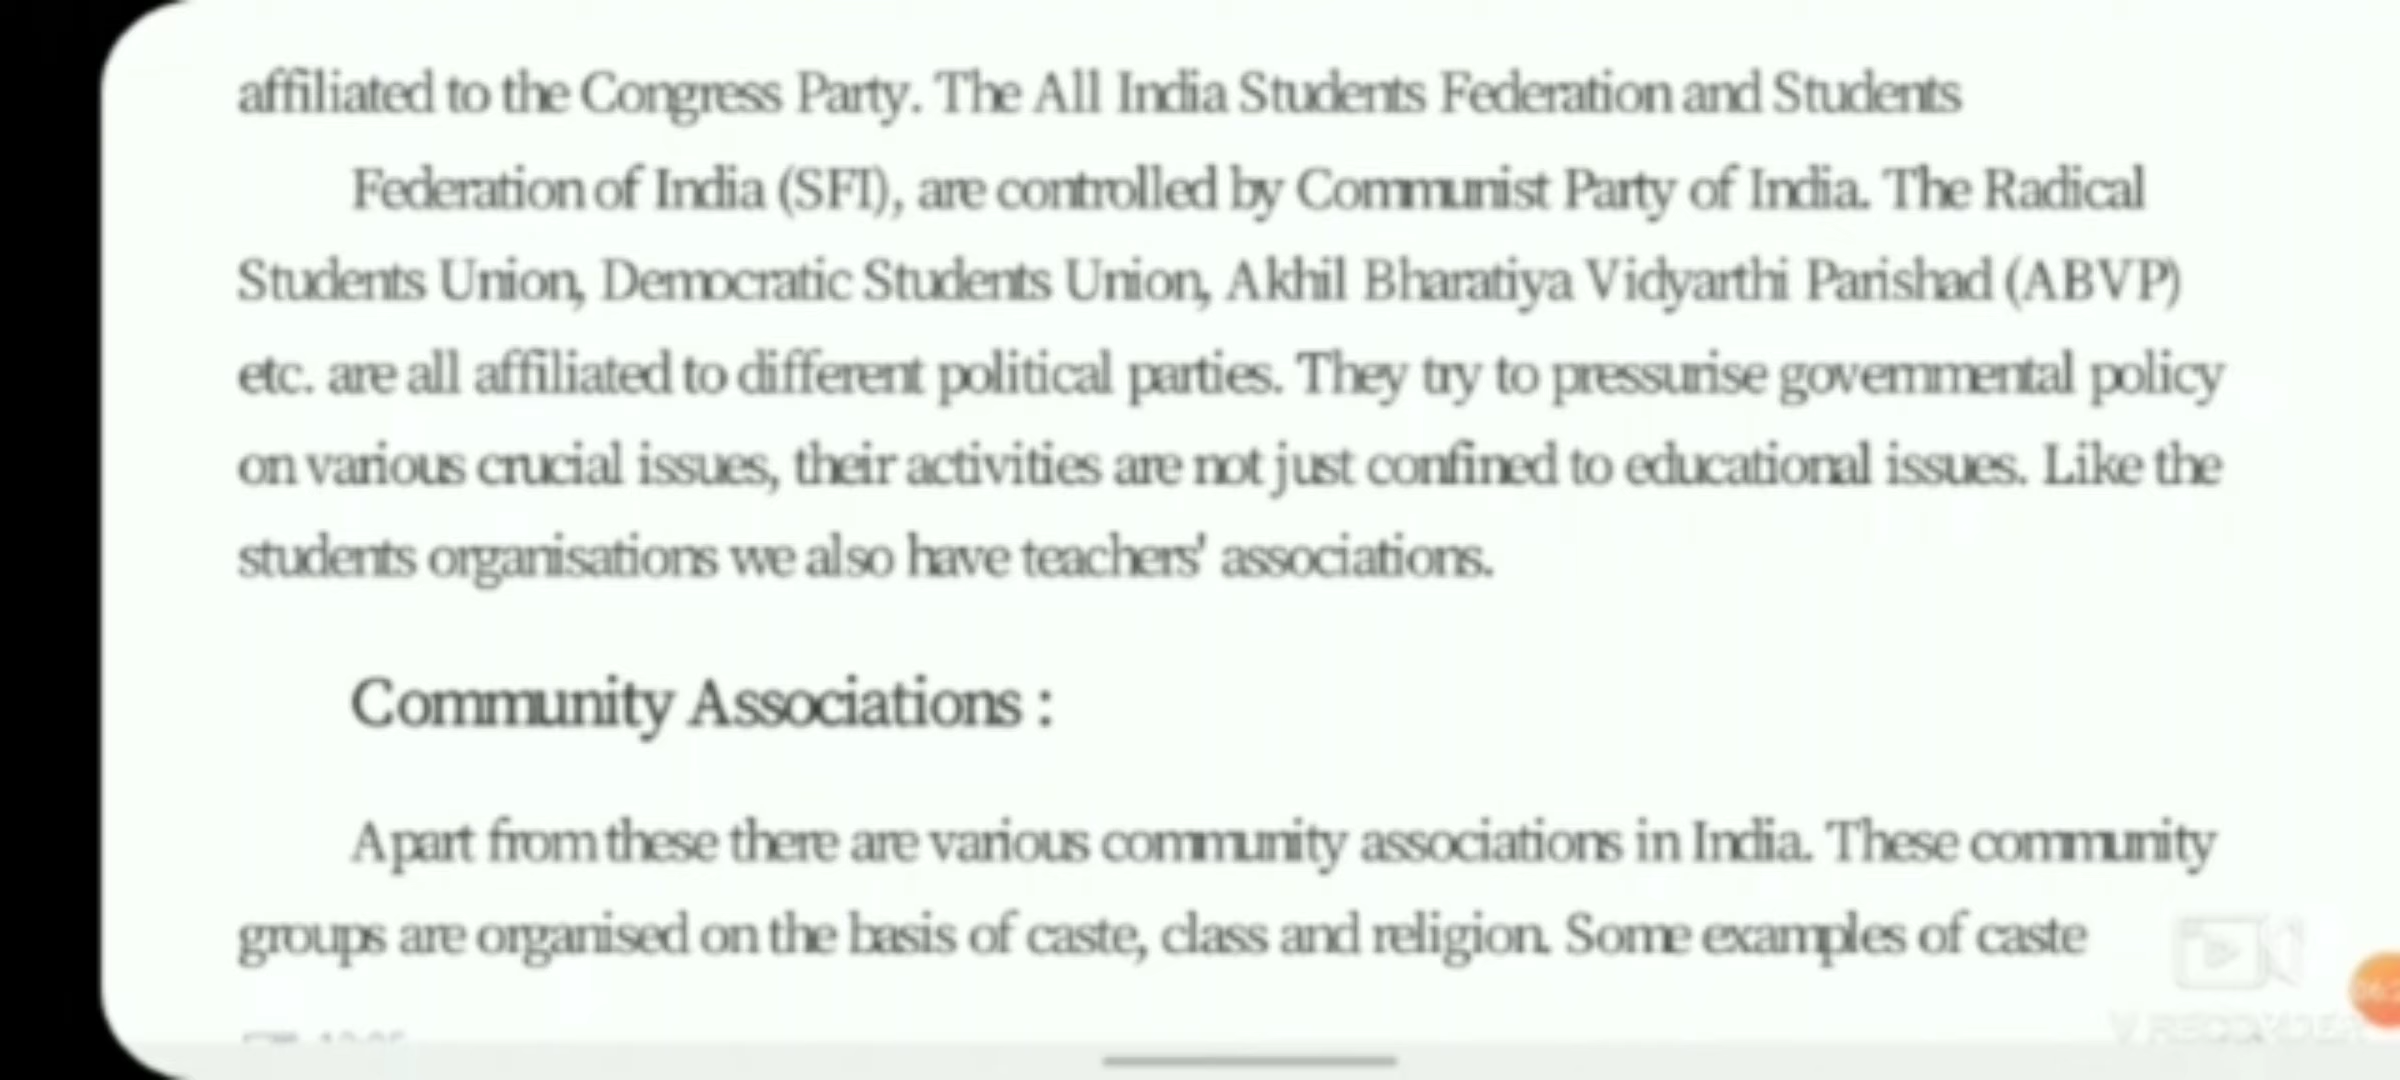 affiliated to the Congress Party. The All India Students Federation and Students
Federation of India (SFI), are controlled by Communist Party of India. The Radical
Students Union, Democratic Students Union, Akhil Bharatiya Vidyarthi Parishad (ABVP)
etc. are all affiliated to different political parties. They try to pressurise governmental policy
on various crucial issues, their activities are not just confined to educational issues. Like the
students organisations we also have teachers' associations.
Community Associations :
Apart from these there are various community associations in India. These community
groups are organised on the basis of caste, class and religion. Some examples of caste
V RECORDER